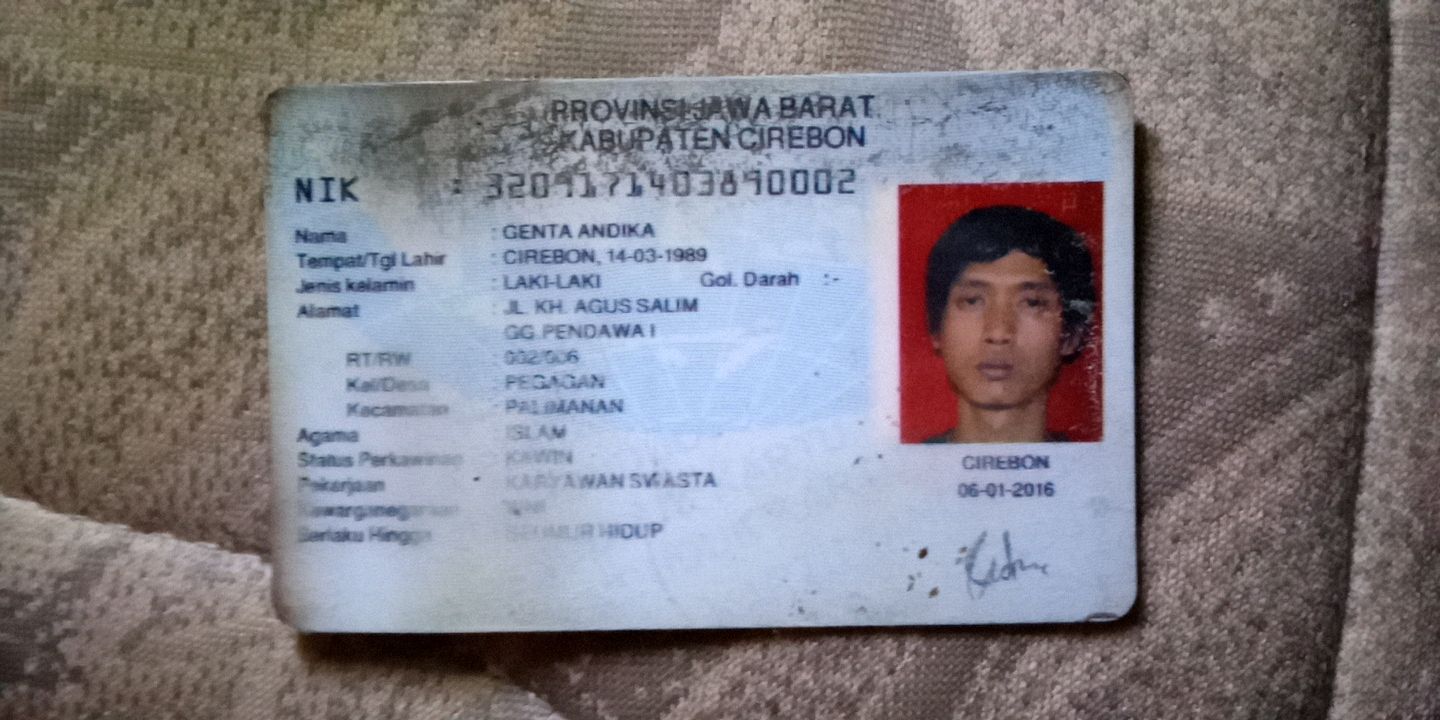 PROVINSI JAWA BARAT
KABUPATEN CIREBON
NIK : 3209171403890002
Nama : GENTA ANDIKA
Tempat/Tgl Lahir : CIREBON, 14-03-1989
Jenis kelamin : LAKI-LAKI Gol. Darah :-
Alamat : JL. KH. AGUS SALIM
GG PENDAWA I
RT/RW : 002/006
Kel/Desa : PEGAGAN
Kecamatan : PALIMANAN
Agama : ISLAM
Status Perkawinan : KAWIN
Pekerjaan : KARYAWAN SWASTA
Kewarganegaraan : WNI
Berlaku Hingga : SEUMUR HIDUP
CIREBON
06-01-2016